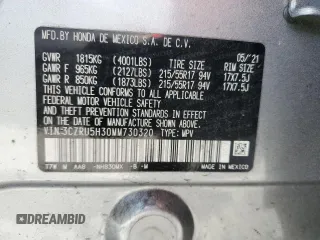 MFD.BY HONDA DE MEXICO S.A. DE C.V.
05/'21
GVWR 1815KG (4001LBS) TIRE SIZE RIM SIZE
GAWR F 965KG (2127LBS) 215/55R17 94V 17X7.5J
GAWR R 850KG (1873LBS) 215/55R17 94V 17X7.5J
THIS VEHICLE CONFORMS TO ALL APPLICABLE FEDERAL
MOTOR VEHICLE SAFETY AND THEFT PREVENTION
STANDARDS IN EFFECT ON THE DATE OF MANUFACTURE
SHOWN ABOVE.
V.I.N:3CZRU5H30MM730320 TYPE: MPV
ASSEMBLED IN MEXICO
AUTO.BIDCAR